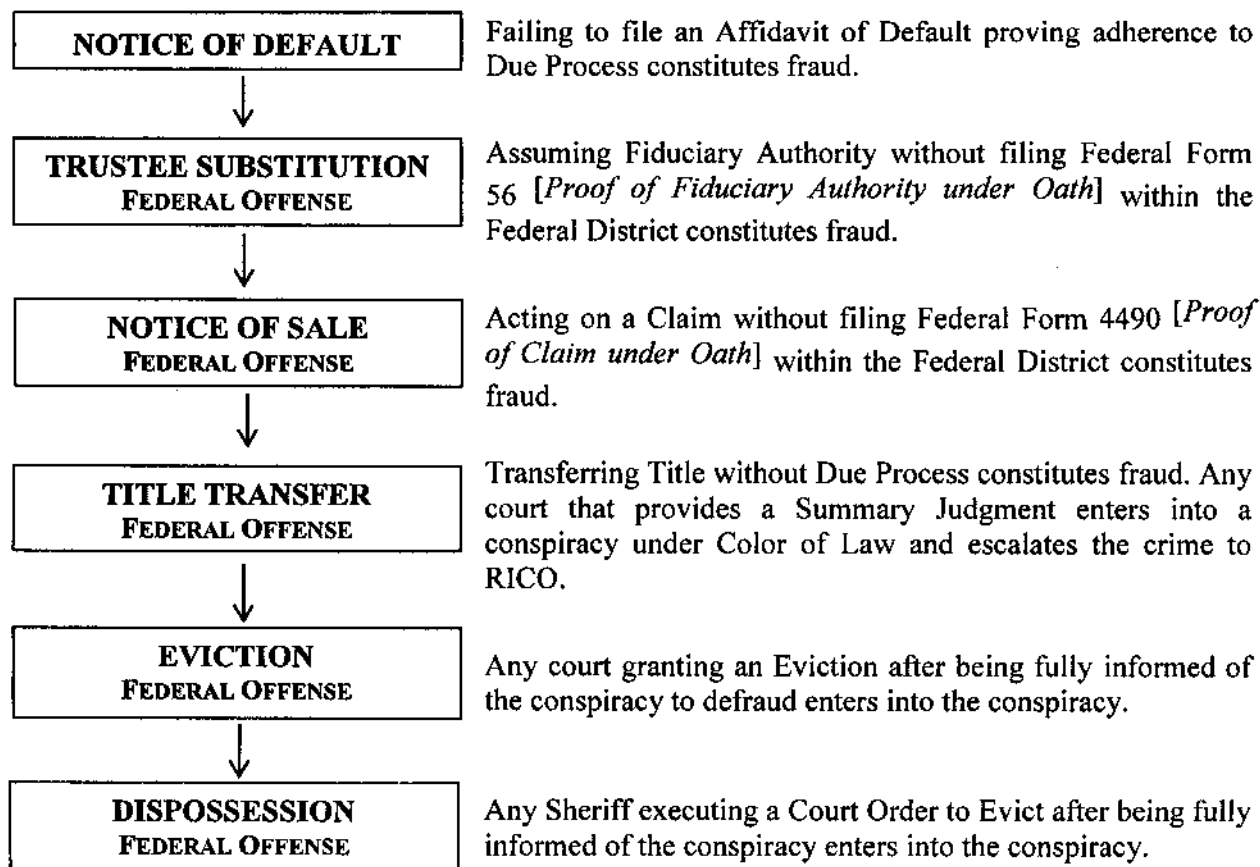 NOTICE OF DEFAULT
Failing to file an Affidavit of Default proving adherence to
Due Process constitutes fraud.
TRUSTEE SUBSTITUTION
FEDERAL OFFENSE
Assuming Fiduciary Authority without filing Federal Form
56 [Proof of Fiduciary Authority under Oath] within the
Federal District constitutes fraud.
NOTICE OF SALE
FEDERAL OFFENSE
Acting on a Claim without filing Federal Form 4490 [Proof
of Claim under Oath] within the Federal District constitutes
fraud.
TITLE TRANSFER
FEDERAL OFFENSE
Transferring Title without Due Process constitutes fraud. Any
court that provides a Summary Judgment enters into a
conspiracy under Color of Law and escalates the crime to
RICO.
EVICTION
FEDERAL OFFENSE
Any court granting an Eviction after being fully informed of
the conspiracy to defraud enters into the conspiracy.
DISPOSSESSION
FEDERAL OFFENSE
Any Sheriff executing a Court Order to Evict after being fully
informed of the conspiracy enters into the conspiracy.